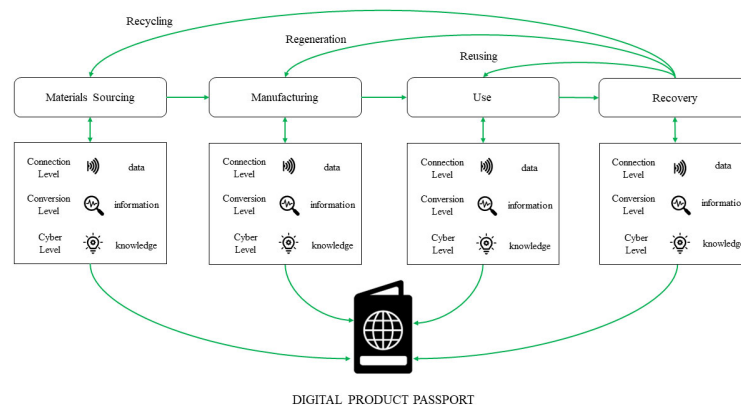 Recycling
Regeneration
Reusing
Materials Sourcing
Manufacturing
Use
Recovery
Connection
Level
data
Conversion
Level
information
Cyber
Level
knowledge
Connection
Level
data
Conversion
Level
information
Cyber
Level
knowledge
Connection
Level
data
Conversion
Level
information
Cyber
Level
knowledge
Connection
Level
data
Conversion
Level
information
Cyber
Level
knowledge
DIGITAL PRODUCT PASSPORT